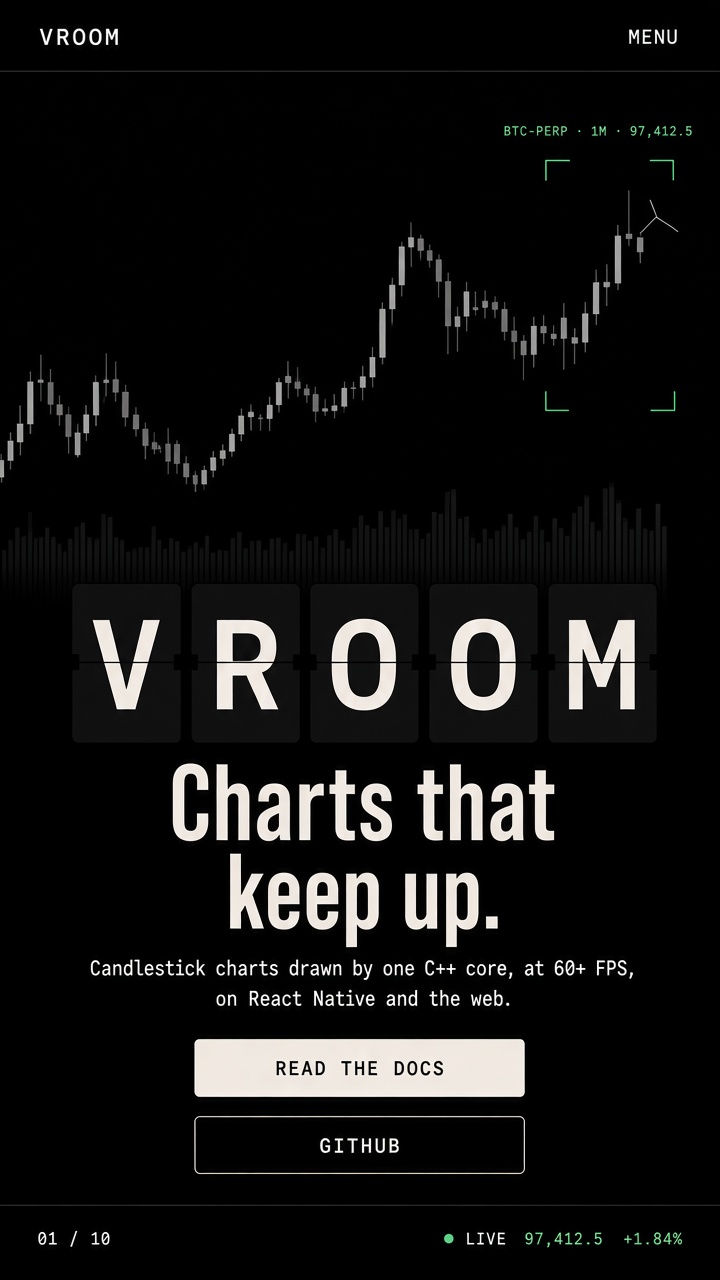 VROOM
MENU
BTC-PERP · 1M · 97,412.5
VROOM
Charts that
keep up.
Candlestick charts drawn by one C++ core, at 60+ FPS,
on React Native and the web.
READ THE DOCS
GITHUB
01 / 10
LIVE 97,412.5 +1.84%